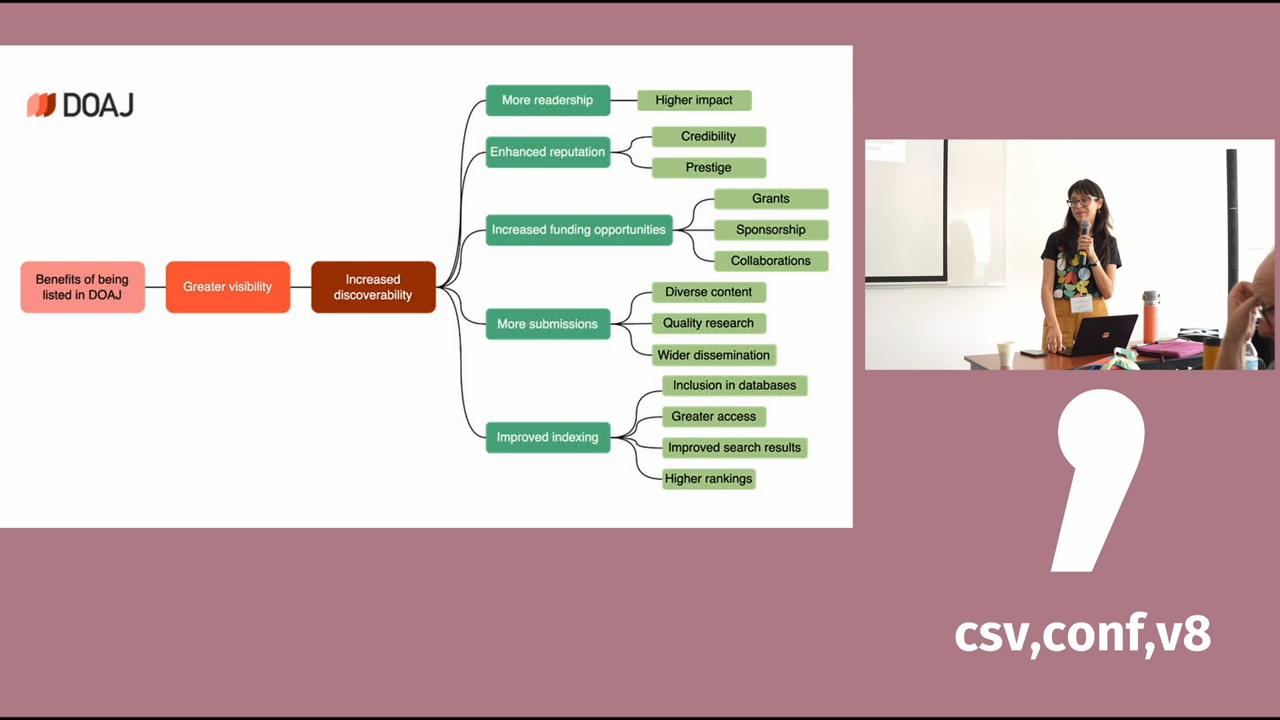 DOAJ
Benefits of being
listed in DOAJ
Greater visibility
Increased
discoverability
More readership
Higher impact
Enhanced reputation
Credibility
Prestige
Increased funding opportunities
Grants
Sponsorship
Collaborations
More submissions
Diverse content
Quality research
Wider dissemination
Improved indexing
Inclusion in databases
Greater access
Improved search results
Higher rankings
csv,conf,v8